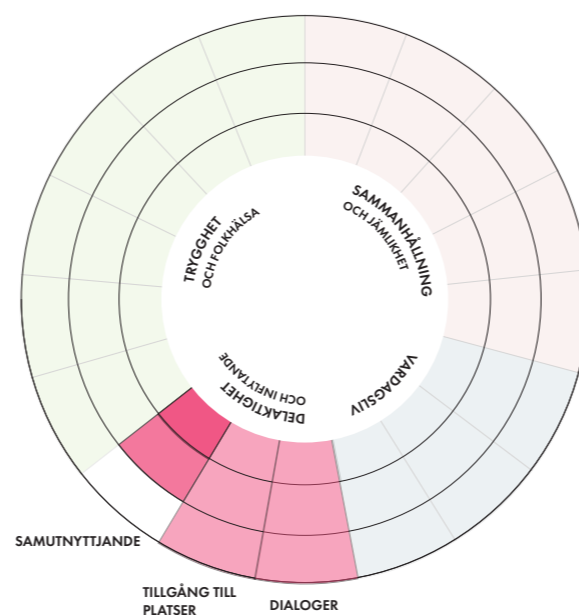 TRYGGHET
OCH FOLKHÄLSA
SAMMANHÅLLNING
OCH JÄMLIKHET
VARDAGSLIV
DELAKTIGHET
OCH INFLYTANDE
SAMUTNYTTJANDE
TILLGÅNG TILL
PLATSER
DIALOGER